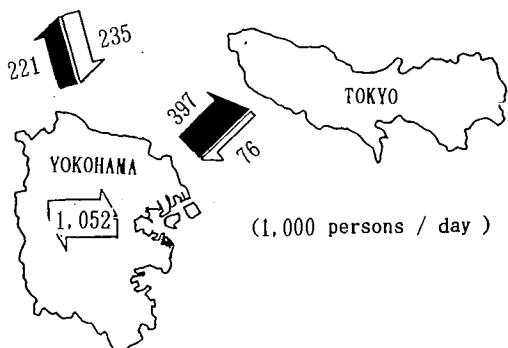 235
221
397
76
TOKYO
YOKOHAMA
1,052
(1,000 persons / day )